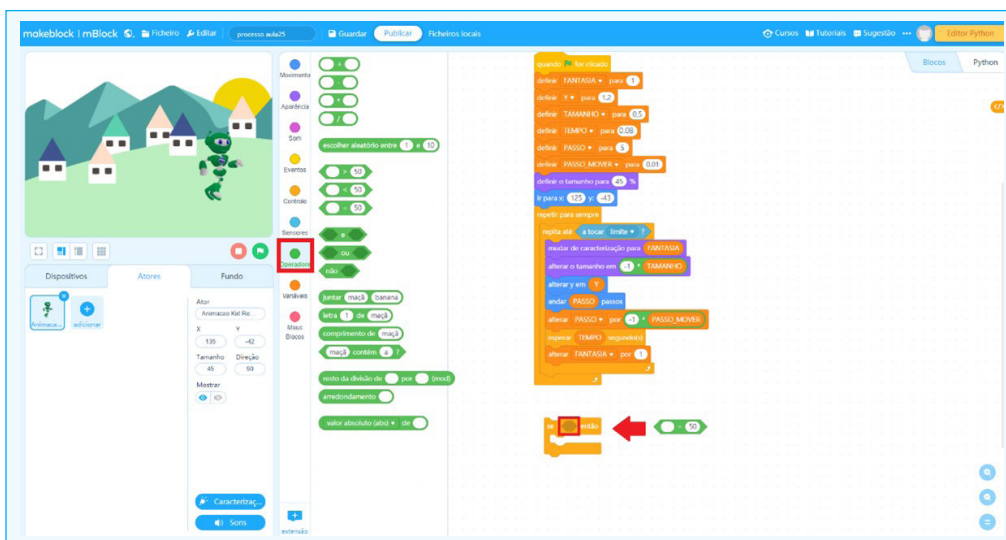 makeblock | mBlock Ficheiro Editar processo aula25 Guardar Publicar Ficheiros locais Cursos Tutoriais Sugestão ••• Editor Python
Blocos Python
Movimento
Aparência
Som
Eventos
Controlo
Sensores
Operadore
Variáveis
Meus
Blocos
extensão
+
-
*
/
escolher aleatório entre 1 e 10
> 50
< 50
= 50
e
ou
não
juntar maçã banana
letra 1 de maçã
comprimento de maçã
maçã contém a ?
resto da divisão de por (mod)
arredondamento
valor absoluto (abs) de
quando for clicado
definir FANTASIA para 1
definir Y para 1.2
definir TAMANHO para 0.5
definir TEMPO para 0.08
definir PASSO para 5
definir PASSO_MOVER para 0.01
definir o tamanho para 45 %
ir para x: 125 y: -43
repetir para sempre
repita até a tocar limite ?
mudar de caracterização para FANTASIA
alterar o tamanho em -1 * TAMANHO
alterar y em Y
andar PASSO passos
alterar PASSO por -1 * PASSO_MOVER
esperar TEMPO segundo(s)
alterar FANTASIA por 1
se então
= 50
Dispositivos Atores Fundo
Animacao...
adicionar
Ator
Animacao Kid Ro
X Y
135 -42
Tamanho Direção
45 90
Mostrar
Caracterizaç...
Sons